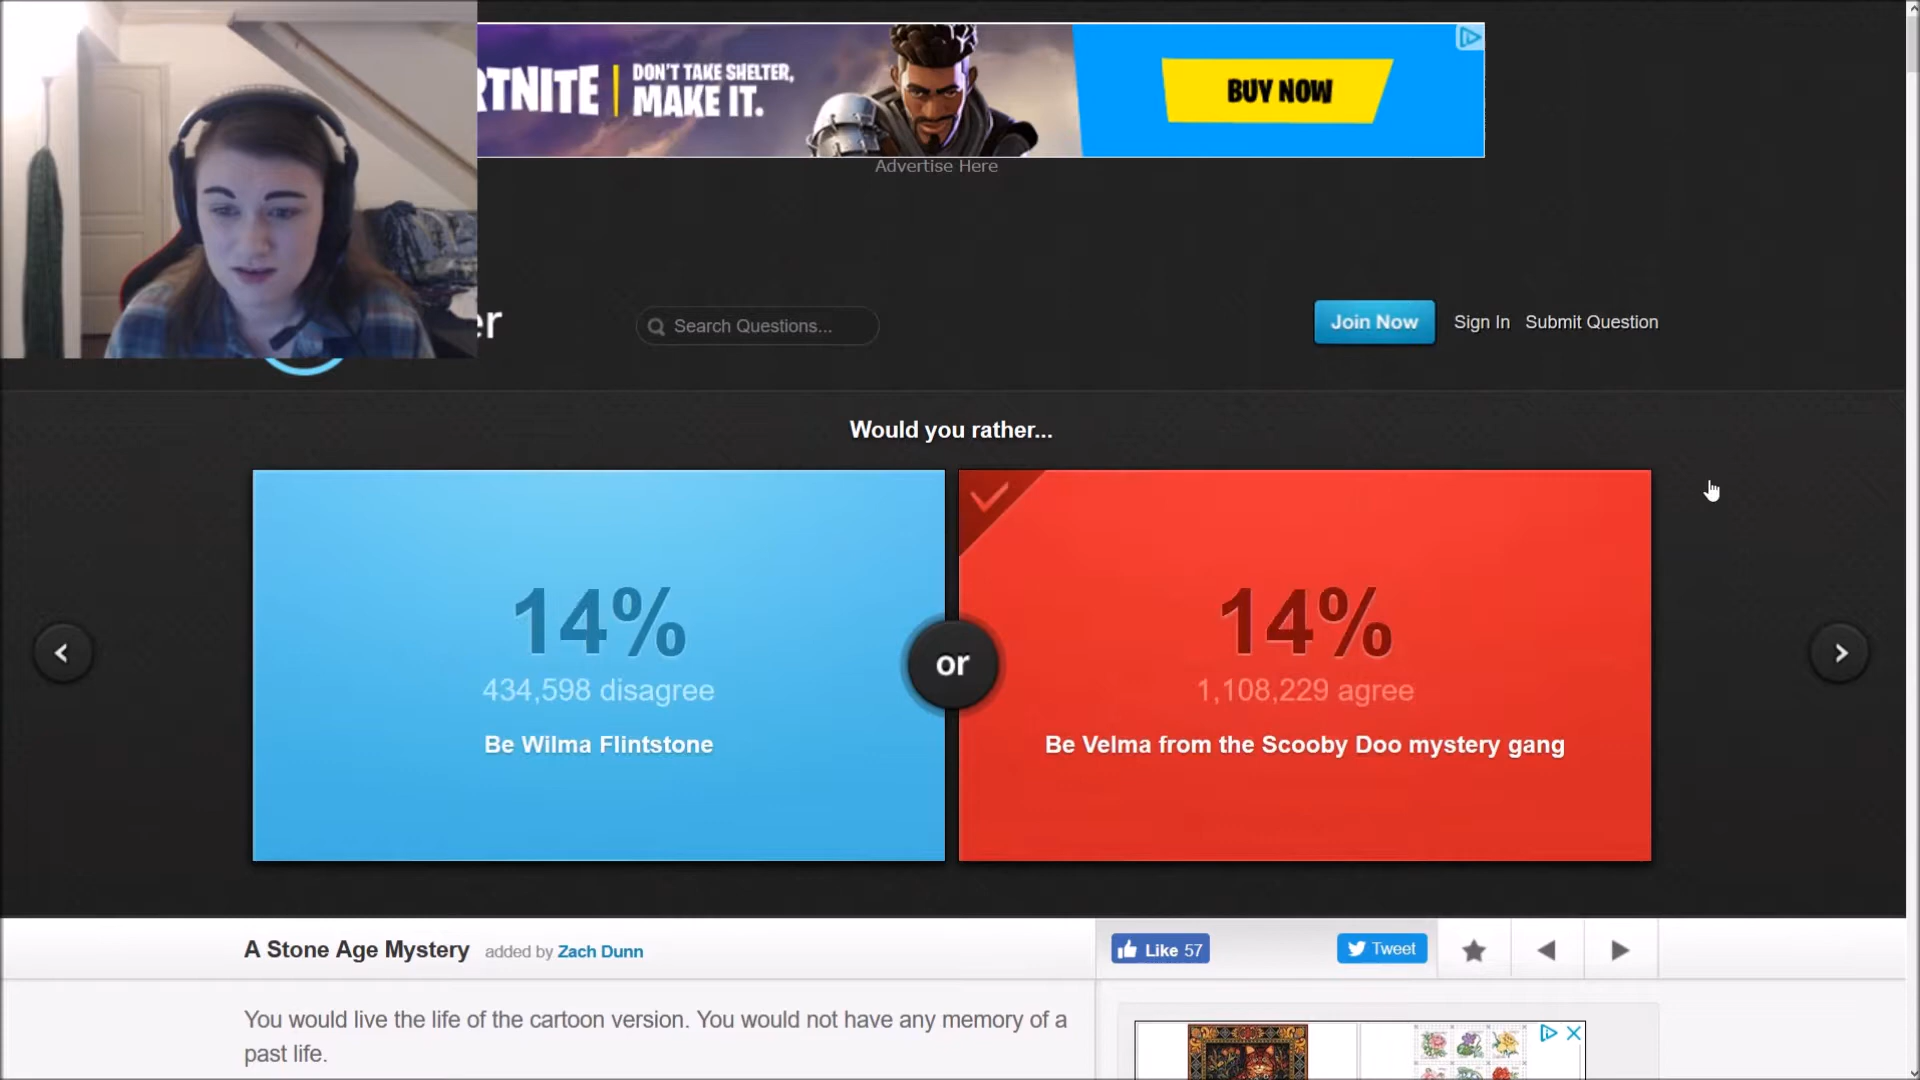 RTNITE
DON'T TAKE SHELTER,
MAKE IT.
BUY NOW
Advertise Here
er
Search Questions...
Join Now
Sign In
Submit Question
Would you rather...
14%
434,598 disagree
Be Wilma Flintstone
or
14%
1,108,229 agree
Be Velma from the Scooby Doo mystery gang
A Stone Age Mystery
added by Zach Dunn
Like 57
Tweet
You would live the life of the cartoon version. You would not have any memory of a
past life.